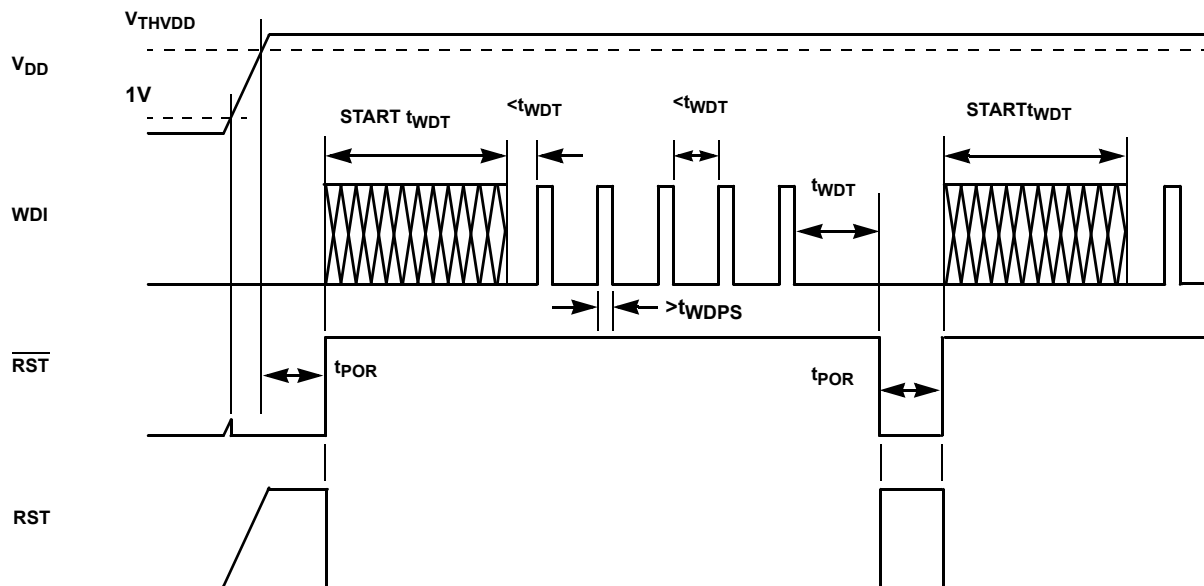 VTHVDD
VDD
1V
START tWDT
<tWDT
<tWDT
STARTtWDT
tWDT
WDI
>tWDPS
RST
tPOR
tPOR
RST